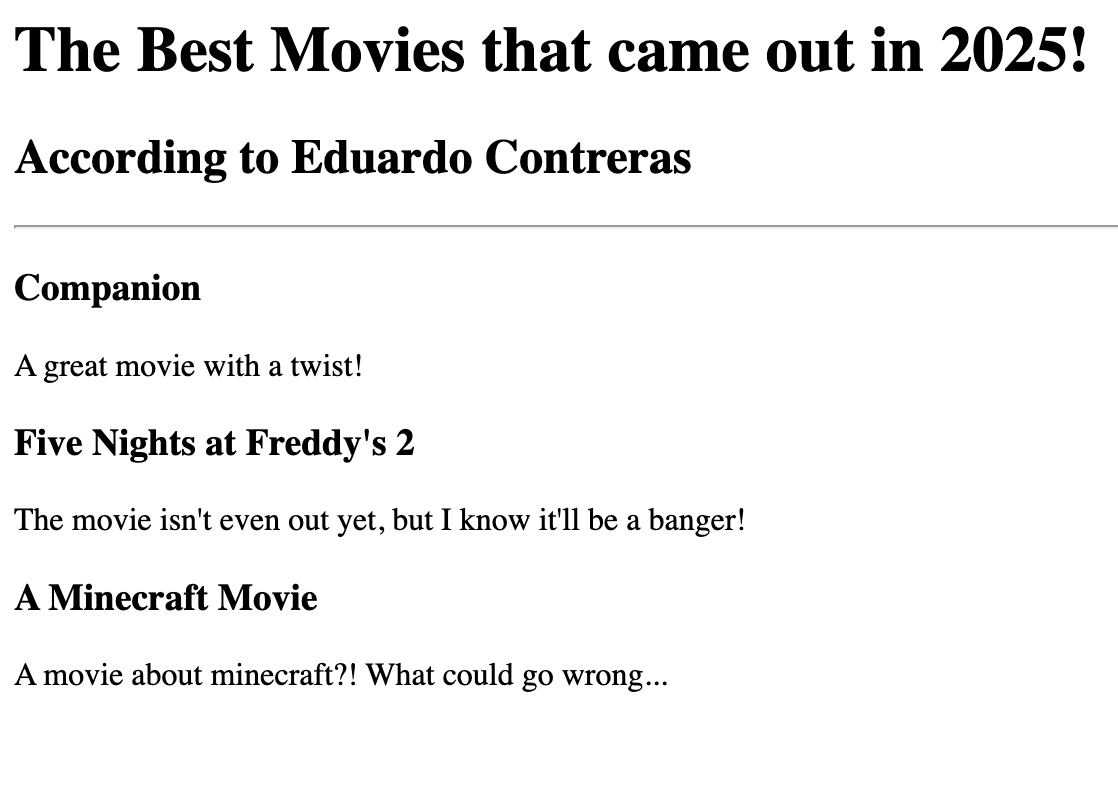 The Best Movies that came out in 2025!
According to Eduardo Contreras
Companion
A great movie with a twist!
Five Nights at Freddy's 2
The movie isn't even out yet, but I know it'll be a banger!
A Minecraft Movie
A movie about minecraft?! What could go wrong...